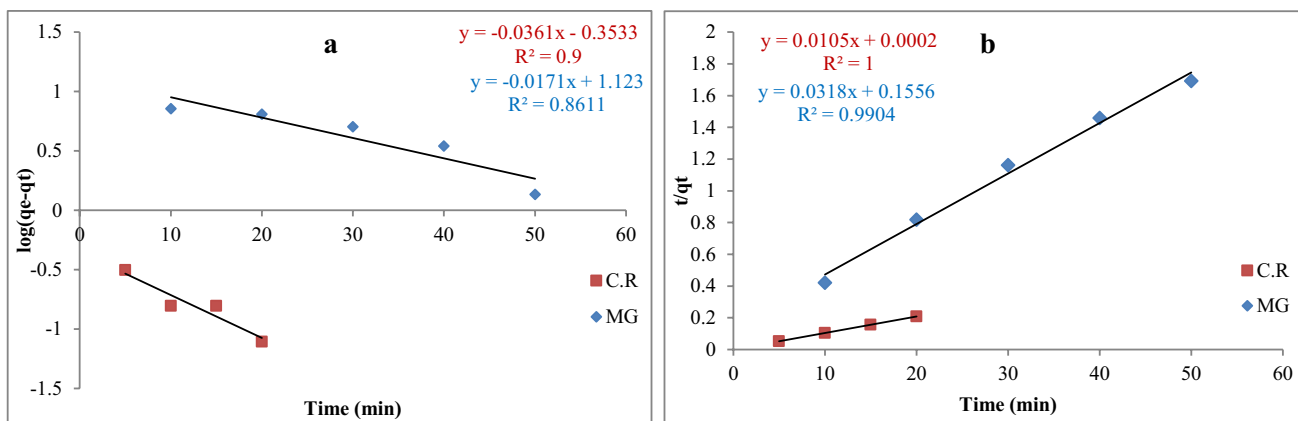 a
y = -0.0361x - 0.3533
R² = 0.9
y = -0.0171x + 1.123
R² = 0.8611
log(qe-qt)
1.5
1
0.5
0
-0.5
-1
-1.5
0 10 20 30 40 50 60
C.R
MG
Time (min)
b
y = 0.0105x + 0.0002
R² = 1
y = 0.0318x + 0.1556
R² = 0.9904
t/qt
2
1.8
1.6
1.4
1.2
1
0.8
0.6
0.4
0.2
0
0 10 20 30 40 50 60
C.R
MG
Time (min)